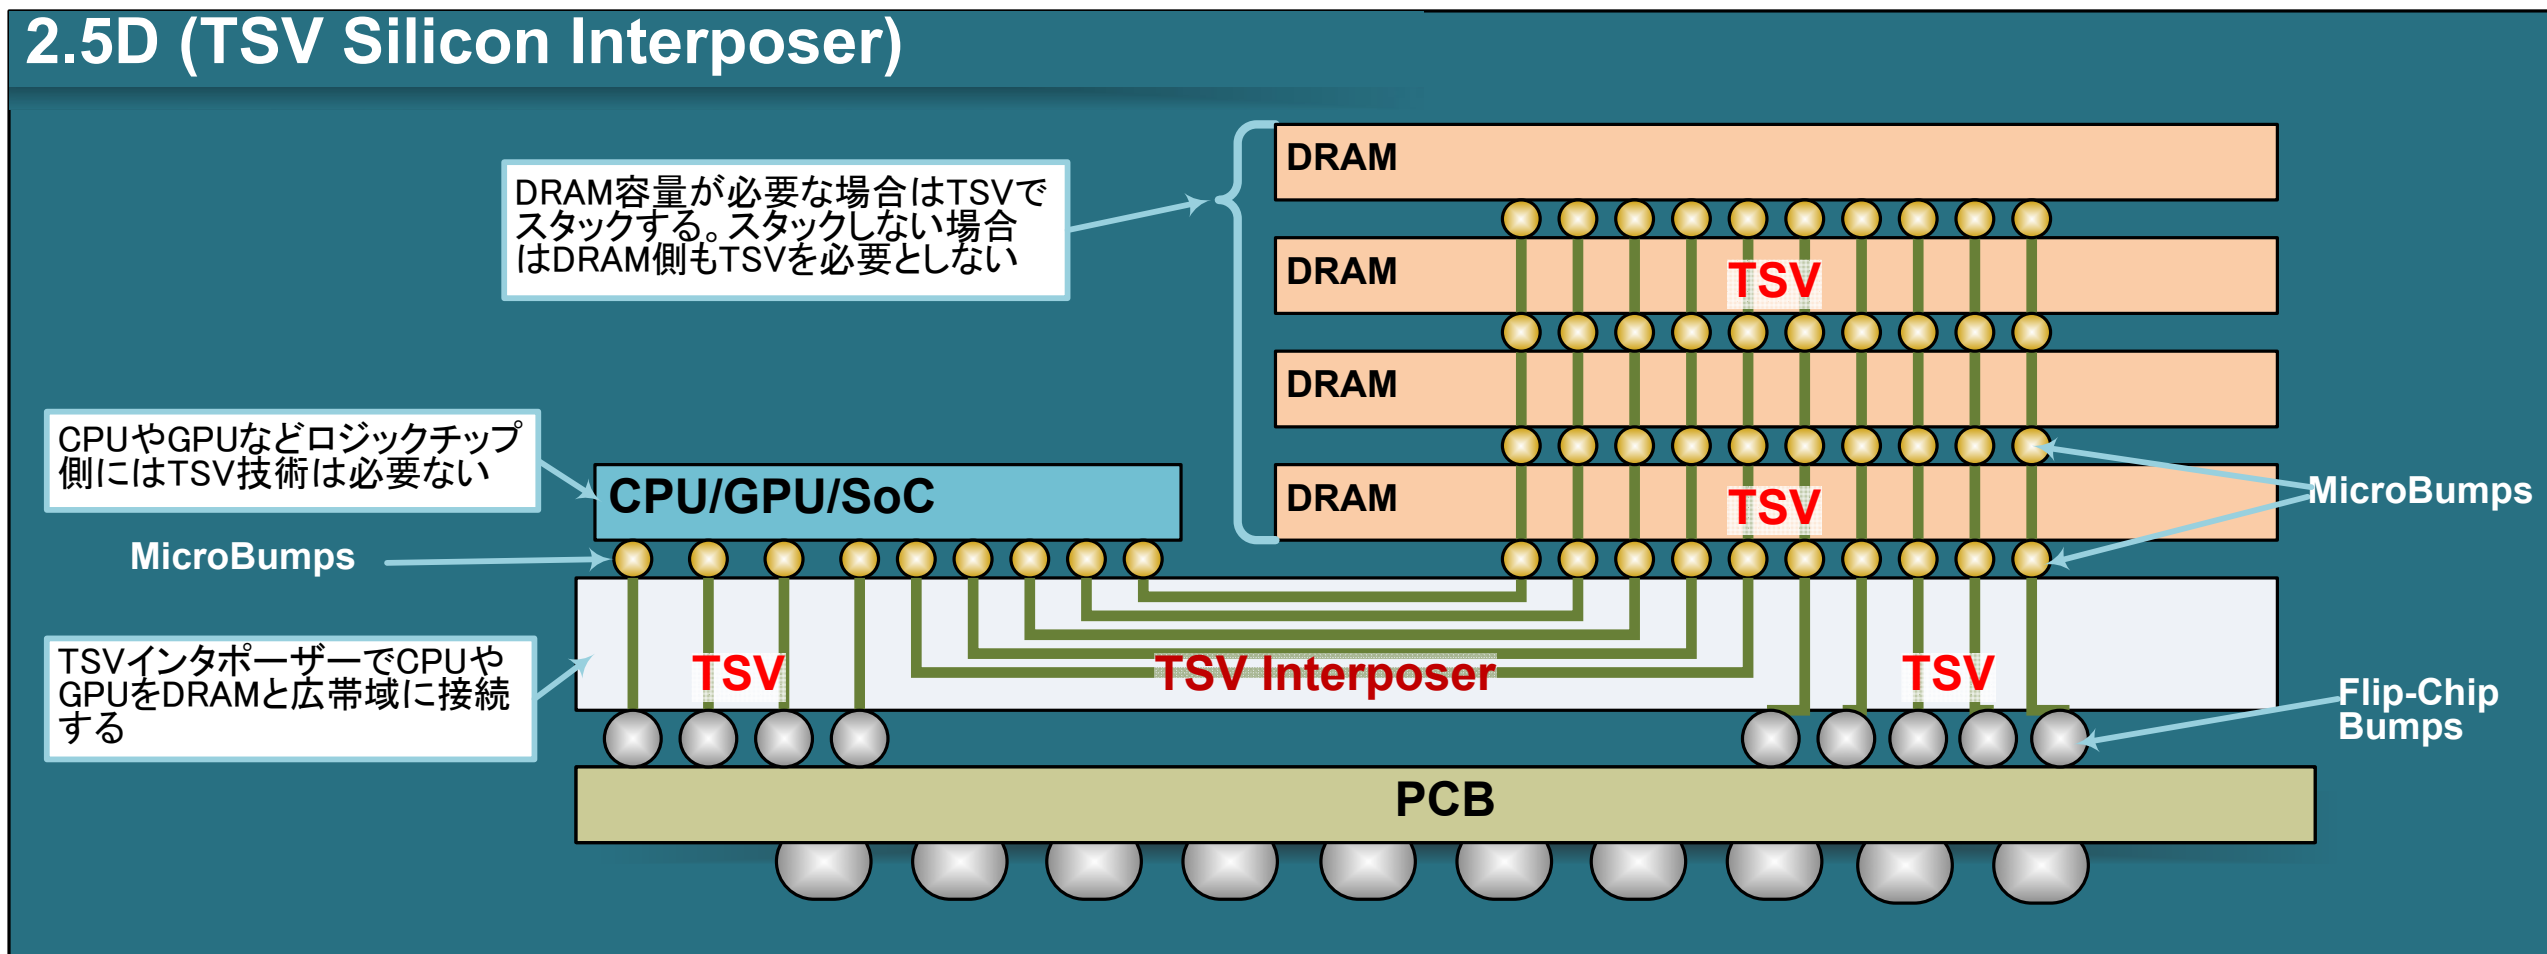 2.5D (TSV Silicon Interposer)
DRAM
DRAM容量が必要な場合はTSVで
スタックする。スタックしない場合
はDRAM側もTSVを必要としない
DRAM
TSV
DRAM
CPUやGPUなどロジックチップ
側にはTSV技術は必要ない
CPU/GPU/SoC
DRAM
TSV
MicroBumps
MicroBumps
TSVインタポーザーでCPUや
GPUをDRAMと広帯域に接続
する
TSV
TSV Interposer
TSV
Flip-Chip
Bumps
PCB